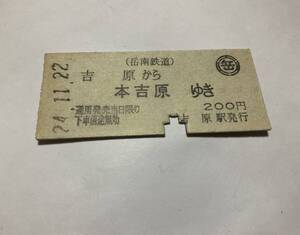 (岳南鉄道) 岳
吉 原から
本吉原 ゆき
通用発売当日限り 200円
下車前途無効 吉 原駅発行
24.11.22